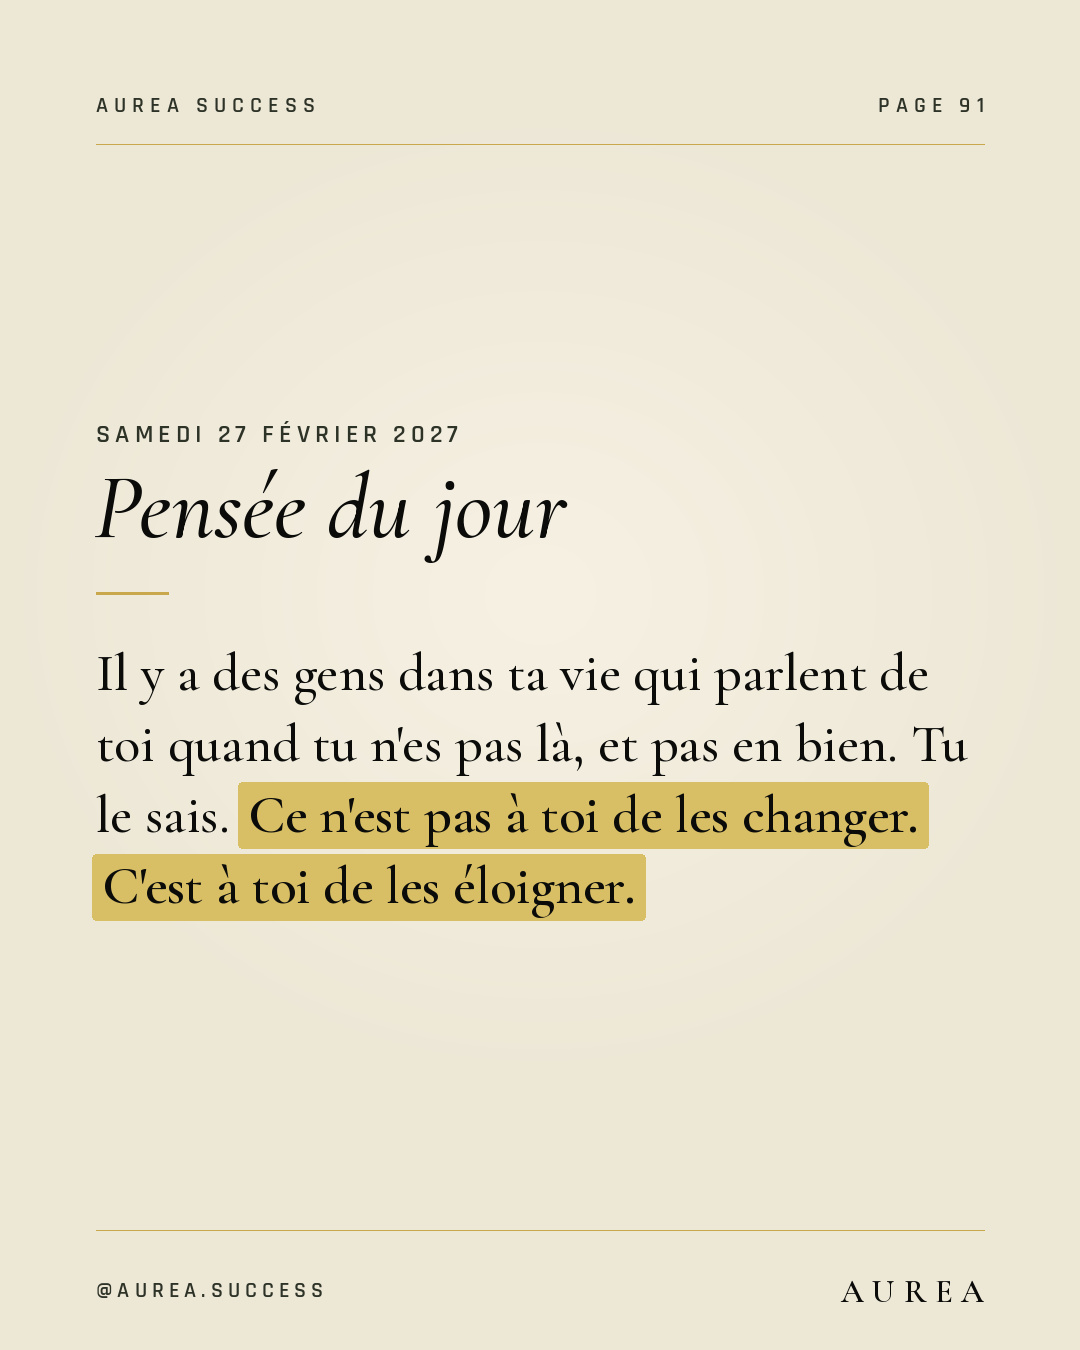 AUREA SUCCESS
PAGE 91
SAMEDI 27 FÉVRIER 2027
Pensée du jour
Il y a des gens dans ta vie qui parlent de
toi quand tu n'es pas là, et pas en bien. Tu
le sais. Ce n'est pas à toi de les changer.
C'est à toi de les éloigner.
@AUREA.SUCCESS
AUREA